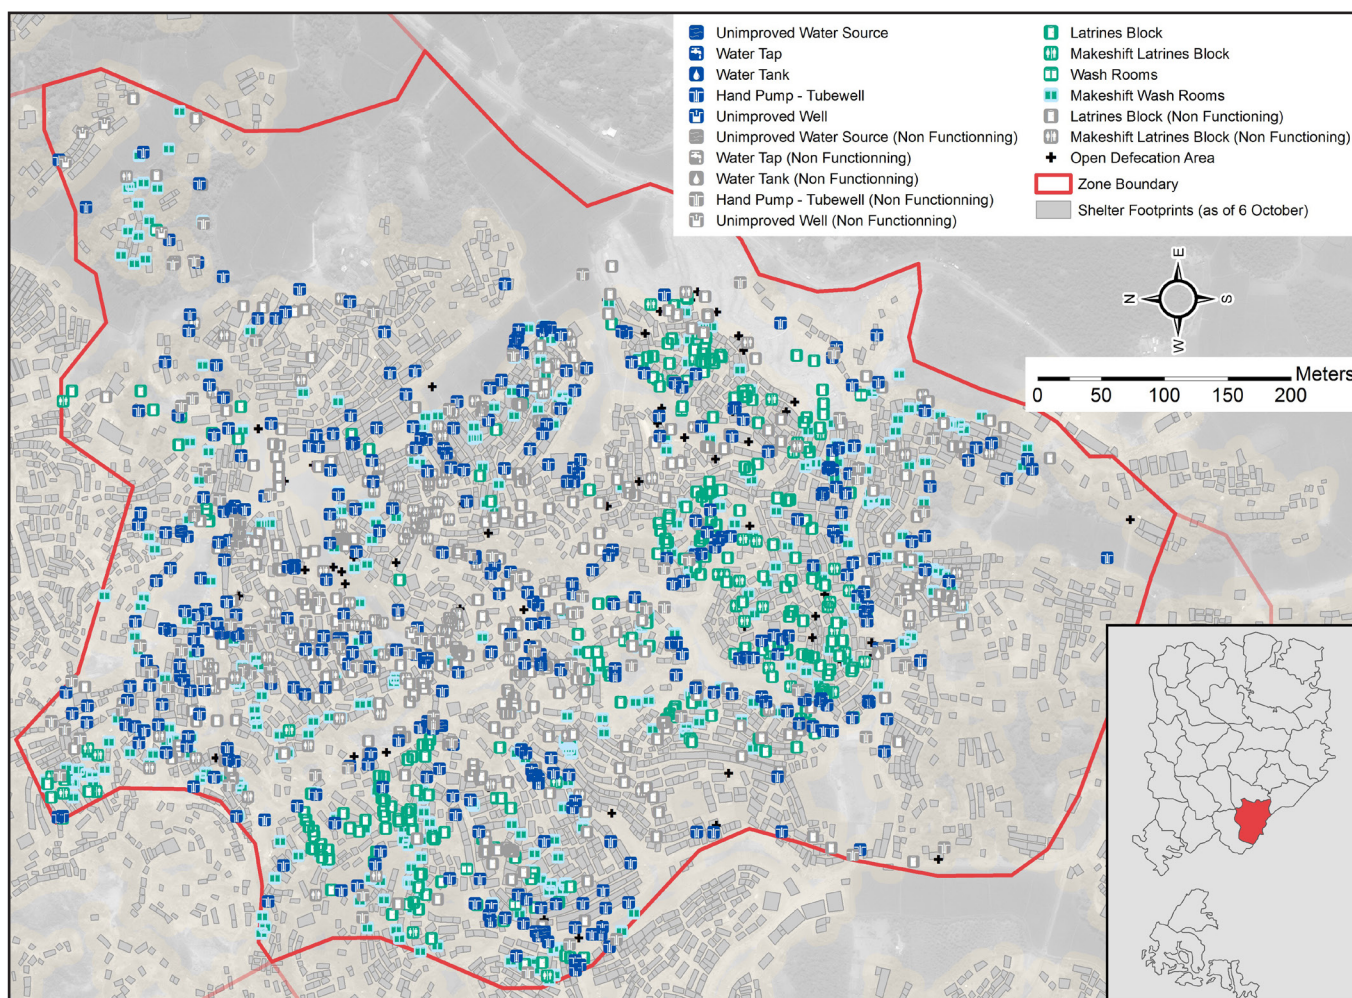 Unimproved Water Source
Water Tap
Water Tank
Hand Pump - Tubewell
Unimproved Well
Unimproved Water Source (Non Functionning)
Water Tap (Non Functionning)
Water Tank (Non Functionning)
Hand Pump - Tubewell (Non Functionning)
Unimproved Well (Non Functionning)
Latrines Block
Makeshift Latrines Block
Wash Rooms
Makeshift Wash Rooms
Latrines Block (Non Functioning)
Makeshift Latrines Block (Non Functioning)
Open Defecation Area
Zone Boundary
Shelter Footprints (as of 6 October)
E
N
S
W
Meters
0 50 100 150 200